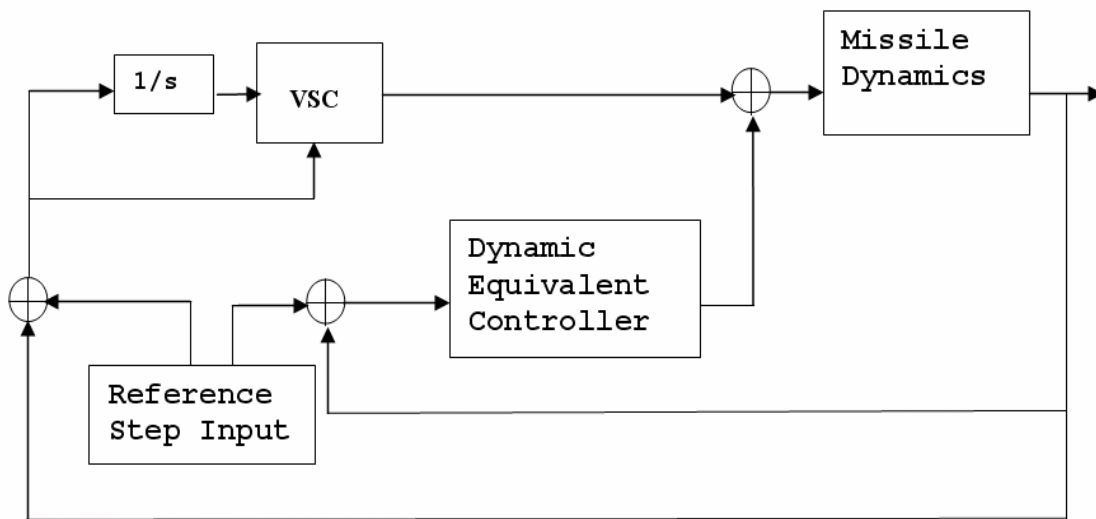 Missile
Dynamics
1/s
VSC
Dynamic
Equivalent
Controller
Reference
Step Input